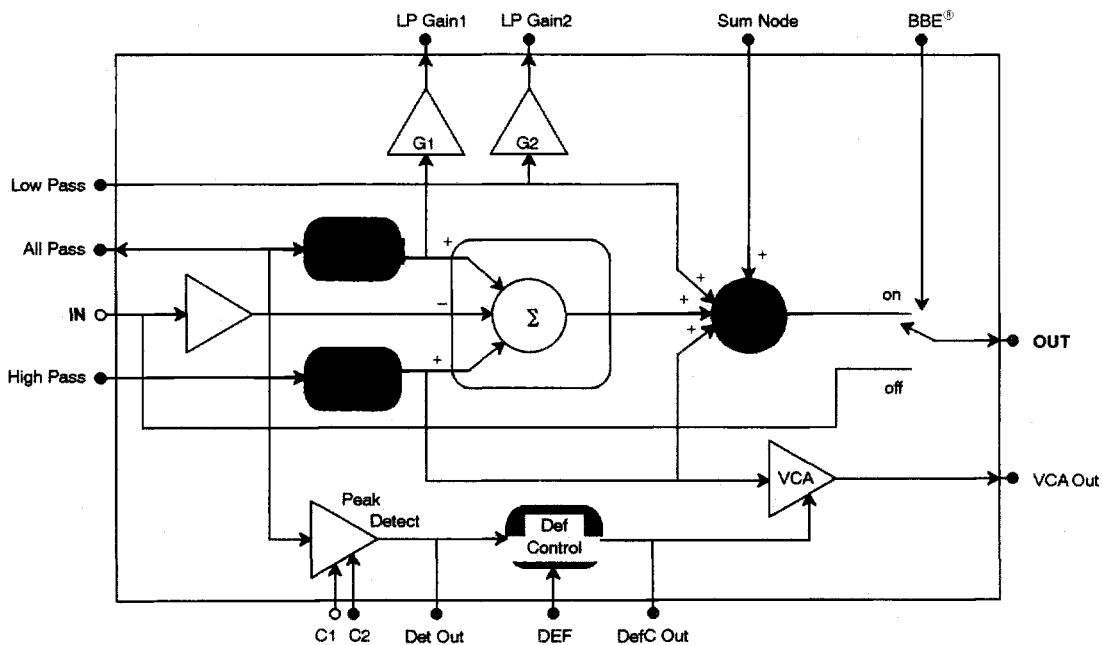 LP Gain1
LP Gain2
Sum Node
BBE®
G1
G2
Low Pass
All Pass
+
+
+
IN
−
Σ
+
on
OUT
+
High Pass
+
off
VCA
VCA Out
Peak
Detect
Def
Control
C1
C2
Det Out
DEF
DefC Out